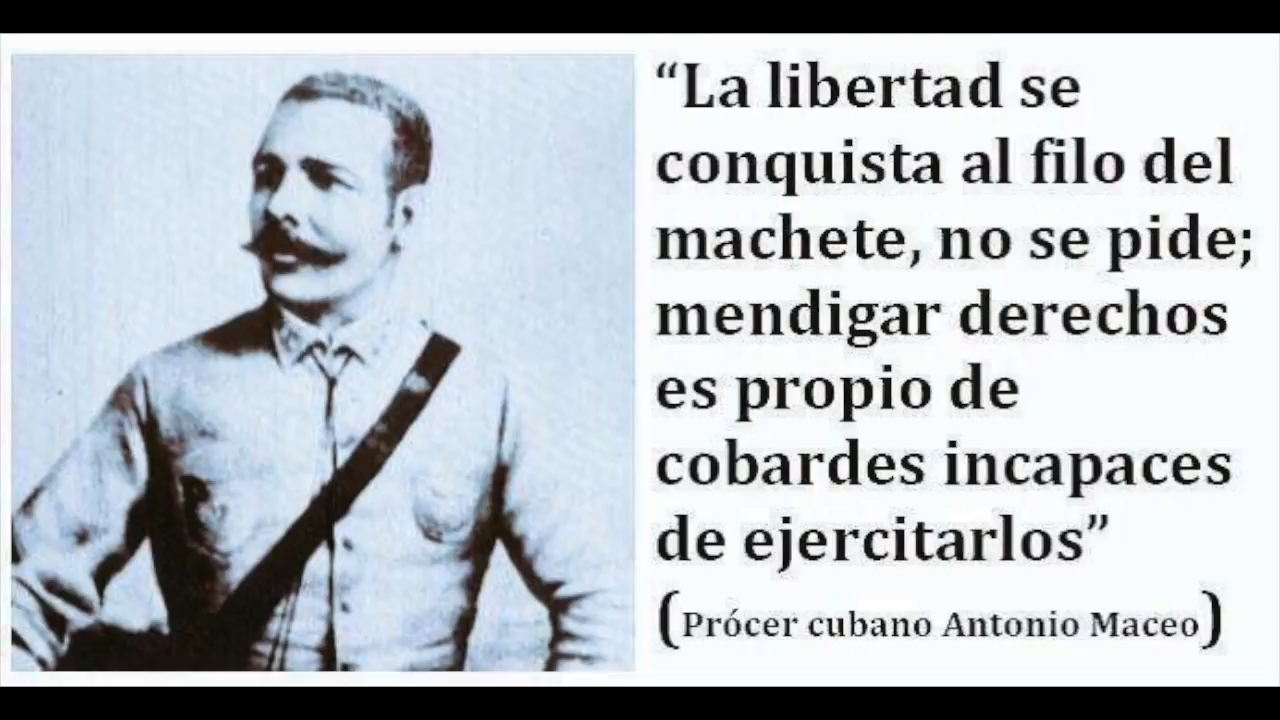 “La libertad se
conquista al filo del
machete, no se pide;
mendigar derechos
es propio de
cobardes incapaces
de ejercitarlos”
(Prócer cubano Antonio Maceo)